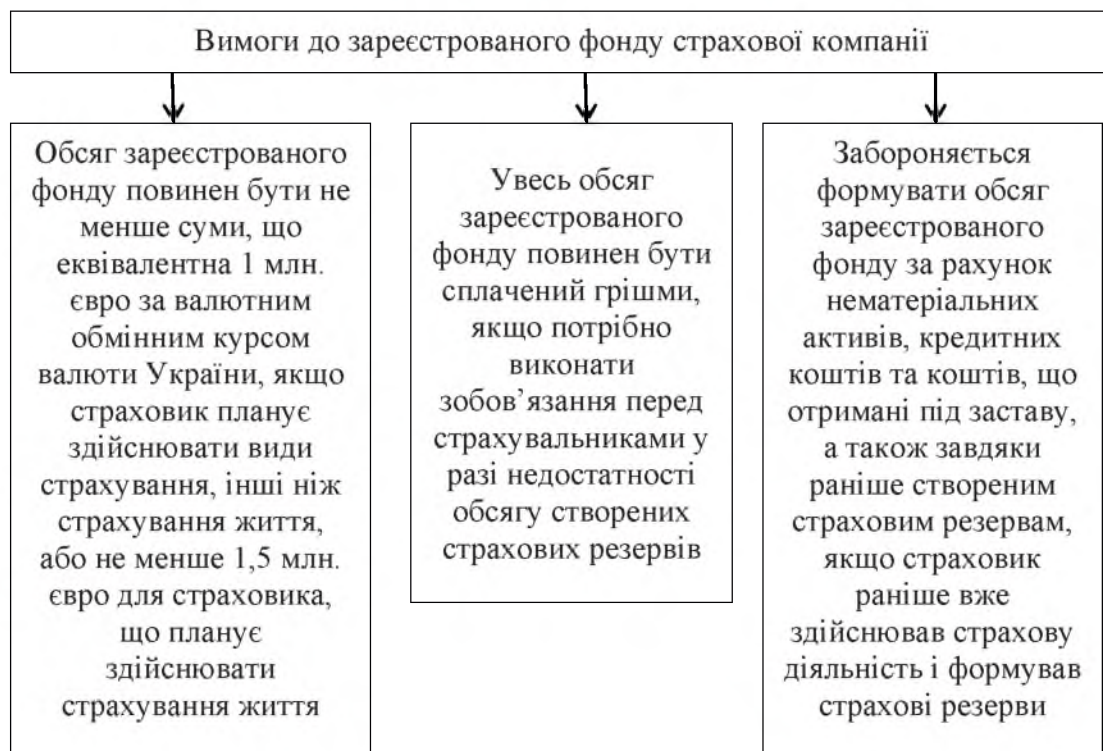 Вимоги до зареєстрованого фонду страхової компанії
Обсяг зареєстрованого
фонду повинен бути не
менше суми, що
еквівалентна 1 млн.
євро за валютним
обмінним курсом
валюти України, якщо
страховик планує
здійснювати види
страхування, інші ніж
страхування життя,
або не менше 1,5 млн.
євро для страховика,
що планує
здійснювати
страхування життя
Увесь обсяг
зареєстрованого
фонду повинен бути
сплачений грішми,
якщо потрібно
виконати
зобов’язання перед
страхувальниками у
разі недостатності
обсягу створених
страхових резервів
Забороняється
формувати обсяг
зареєстрованого
фонду за рахунок
нематеріальних
активів, кредитних
коштів та коштів, що
отримані під заставу,
а також завдяки
раніше створеним
страховим резервам,
якщо страховик
раніше вже
здійснював страхову
діяльність і формував
страхові резерви